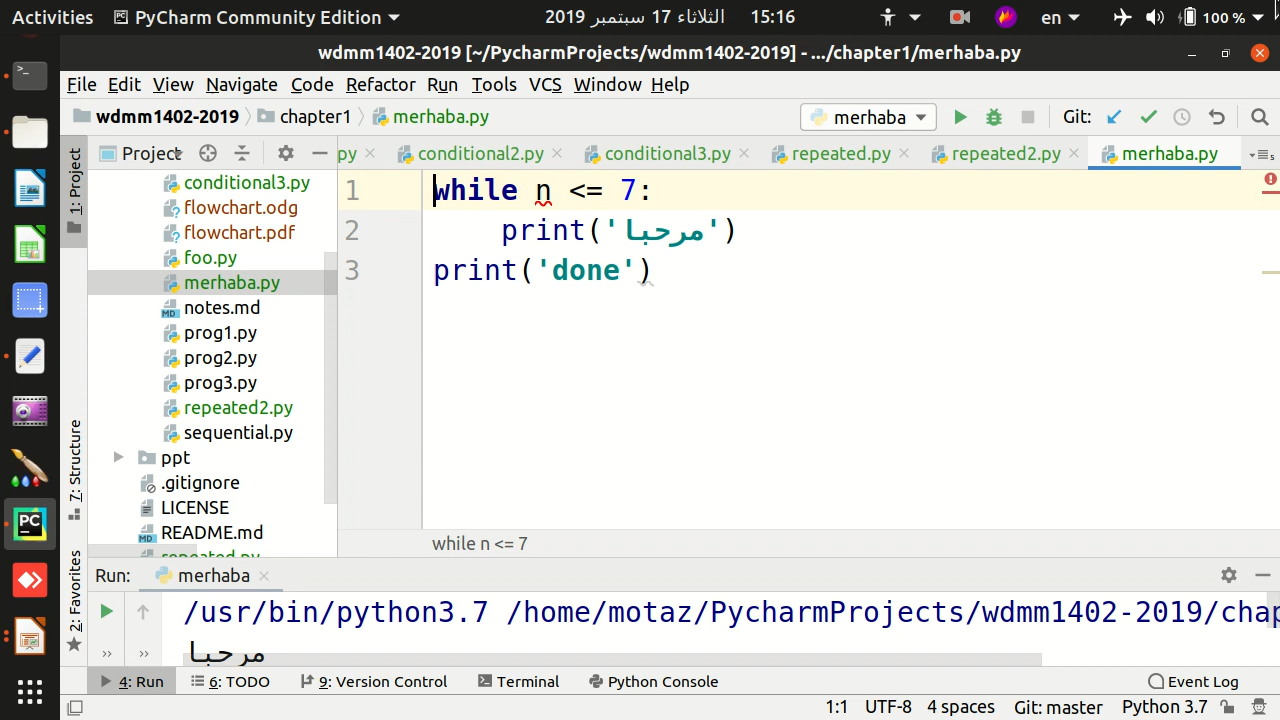 Activities PyCharm Community Edition الثلاثاء 17 سبتمبر 2019 15:16 en 100 %
wdmm1402-2019 [~/PycharmProjects/wdmm1402-2019] - .../chapter1/merhaba.py
File Edit View Navigate Code Refactor Run Tools VCS Window Help
wdmm1402-2019 chapter1 merhaba.py merhaba Git:
1: Project
Project
py conditional2.py conditional3.py repeated.py repeated2.py merhaba.py
conditional3.py
flowchart.odg
flowchart.pdf
foo.py
merhaba.py
notes.md
prog1.py
prog2.py
prog3.py
repeated2.py
sequential.py
ppt
.gitignore
LICENSE
README.md
repeated.py
7: Structure
2: Favorites
1 while n <= 7:
2 print('مرحبا')
3 print('done')
while n <= 7
Run: merhaba
/usr/bin/python3.7 /home/motaz/PycharmProjects/wdmm1402-2019/chap
مرحبا
4: Run 6: TODO 9: Version Control Terminal Python Console Event Log
1:1 UTF-8 4 spaces Git: master Python 3.7